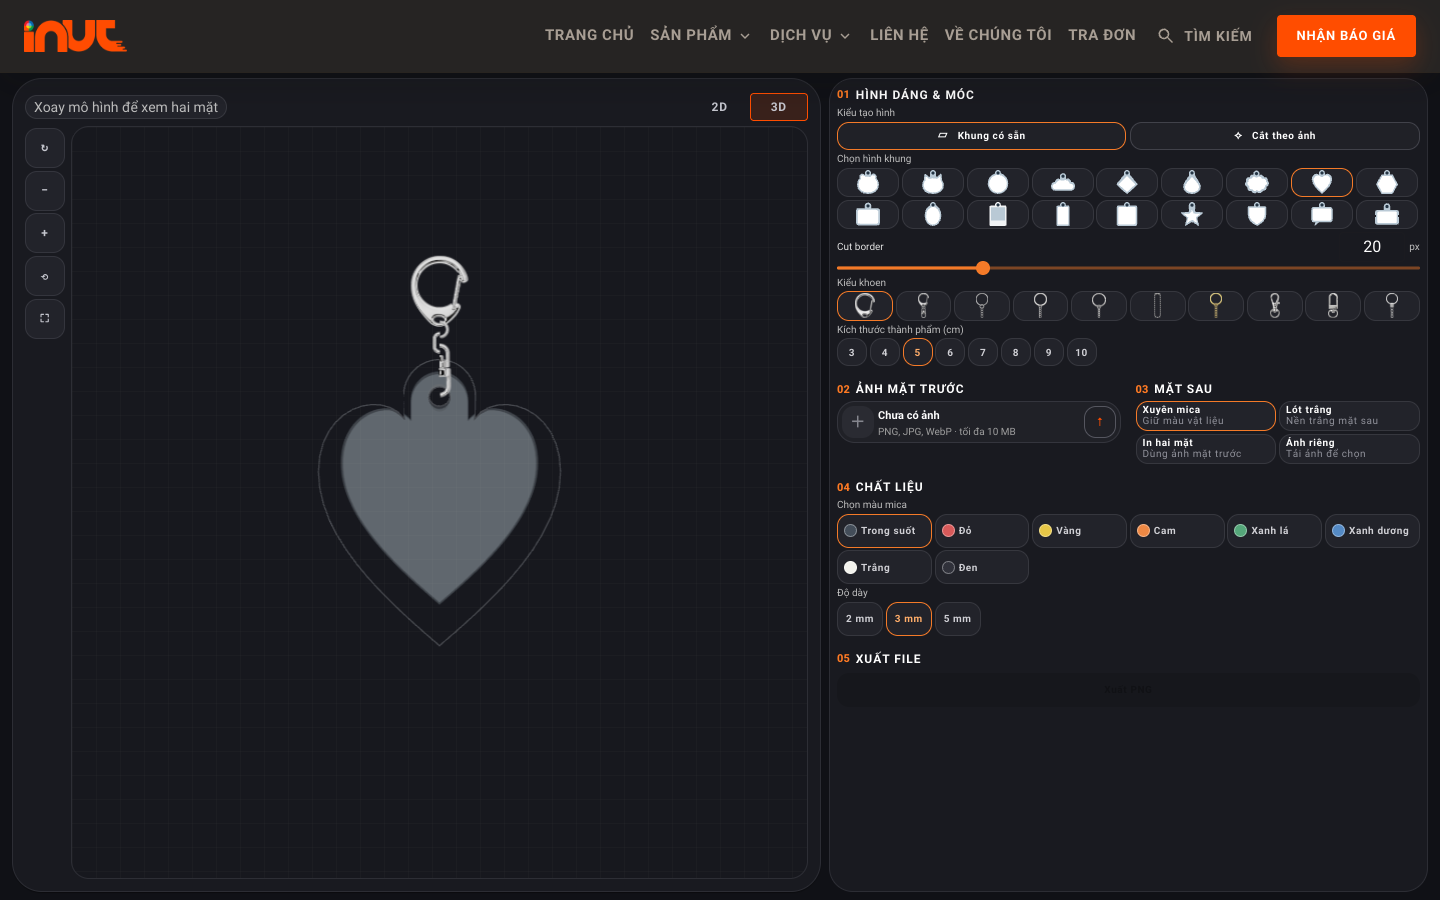 inut
TRANG CHỦ
SẢN PHẨM
DỊCH VỤ
LIÊN HỆ
VỀ CHÚNG TÔI
TRA ĐƠN
TÌM KIẾM
NHẬN BÁO GIÁ
Xoay mô hình để xem hai mặt
2D
3D
01 HÌNH DÁNG & MÓC
Kiểu tạo hình
Khung có sẵn
Cắt theo ảnh
Chọn hình khung
Cut border
20 px
Kiểu khoen
Kích thước thành phẩm (cm)
3 4 5 6 7 8 9 10
02 ẢNH MẶT TRƯỚC
Chưa có ảnh
PNG, JPG, WebP · tối đa 10 MB
03 MẶT SAU
Xuyên mica
Giữ màu vật liệu
Lót trắng
Nền trắng mặt sau
In hai mặt
Dùng ảnh mặt trước
Ảnh riêng
Tải ảnh để chọn
04 CHẤT LIỆU
Chọn màu mica
Trong suốt
Đỏ
Vàng
Cam
Xanh lá
Xanh dương
Trắng
Đen
Độ dày
2 mm
3 mm
5 mm
05 XUẤT FILE